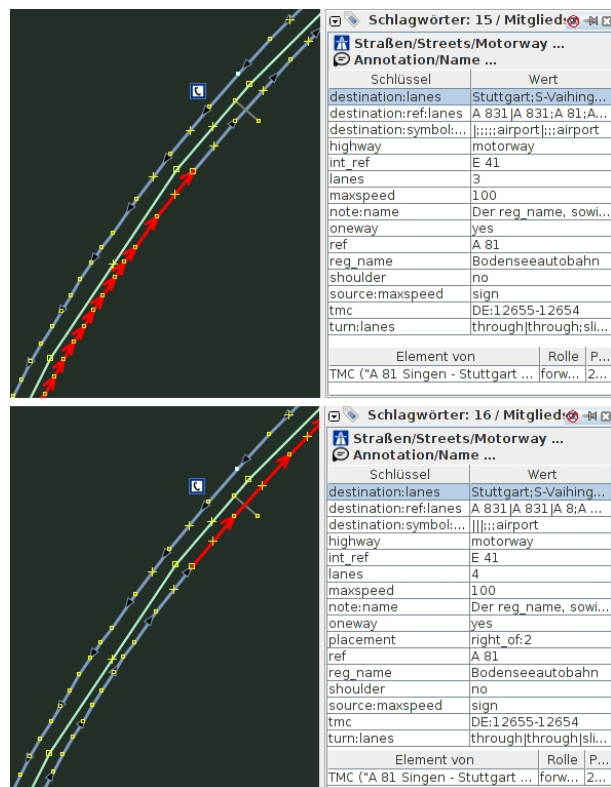 Schlagwörter: 15 / Mitglieds
Straßen/Streets/Motorway ...
Annotation/Name ...
Schlüssel Wert
destination:lanes Stuttgart;S-Vaihing...
destination:ref:lanes A 831|A 831;A 81;A...
destination:symbol:... |;;;;;airport|;;;airport
highway motorway
int_ref E 41
lanes 3
maxspeed 100
note:name Der reg_name, sowi...
oneway yes
ref A 81
reg_name Bodenseeautobahn
shoulder no
source:maxspeed sign
tmc DE:12655-12654
turn:lanes through|through;sli...
Element von Rolle P...
TMC ("A 81 Singen - Stuttgart ... forw... 2...
Schlagwörter: 16 / Mitglieds
Straßen/Streets/Motorway ...
Annotation/Name ...
Schlüssel Wert
destination:lanes Stuttgart;S-Vaihing...
destination:ref:lanes A 831|A 831|A 8;A ...
destination:symbol:... |||;;;airport
highway motorway
int_ref E 41
lanes 4
maxspeed 100
note:name Der reg_name, sowi...
oneway yes
placement right_of:2
ref A 81
reg_name Bodenseeautobahn
shoulder no
source:maxspeed sign
tmc DE:12655-12654
turn:lanes through|through|sli...
Element von Rolle P...
TMC ("A 81 Singen - Stuttgart ... forw... 2...